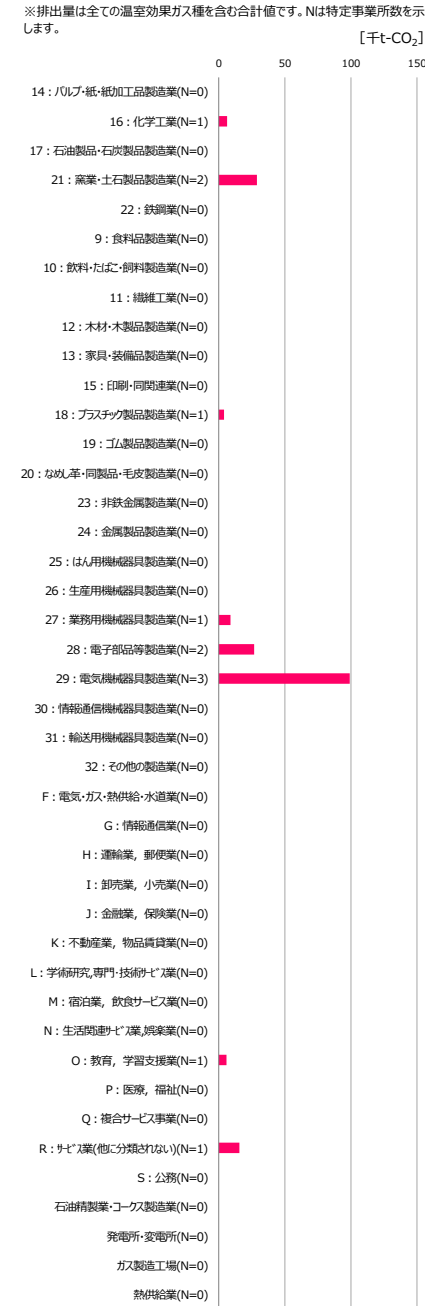 ※排出量は全ての温室効果ガス種を含む合計値です。Nは特定事業所数を示
します。
[千t-CO₂]
0 50 100 150
14：パルプ・紙・紙加工品製造業(N=0)
16：化学工業(N=1)
17：石油製品・石炭製品製造業(N=0)
21：窯業・土石製品製造業(N=2)
22：鉄鋼業(N=0)
9：食料品製造業(N=0)
10：飲料・たばこ・飼料製造業(N=0)
11：繊維工業(N=0)
12：木材・木製品製造業(N=0)
13：家具・装備品製造業(N=0)
15：印刷・同関連業(N=0)
18：プラスチック製品製造業(N=1)
19：ゴム製品製造業(N=0)
20：なめし革・同製品・毛皮製造業(N=0)
23：非鉄金属製造業(N=0)
24：金属製品製造業(N=0)
25：はん用機械器具製造業(N=0)
26：生産用機械器具製造業(N=0)
27：業務用機械器具製造業(N=1)
28：電子部品等製造業(N=2)
29：電気機械器具製造業(N=3)
30：情報通信機械器具製造業(N=0)
31：輸送用機械器具製造業(N=0)
32：その他の製造業(N=0)
F：電気・ガス・熱供給・水道業(N=0)
G：情報通信業(N=0)
H：運輸業，郵便業(N=0)
I：卸売業，小売業(N=0)
J：金融業，保険業(N=0)
K：不動産業，物品賃貸業(N=0)
L：学術研究,専門・技術ｻｰﾋﾞｽ業(N=0)
M：宿泊業，飲食サービス業(N=0)
N：生活関連ｻｰﾋﾞｽ業,娯楽業(N=0)
O：教育，学習支援業(N=1)
P：医療，福祉(N=0)
Q：複合サービス事業(N=0)
R：ｻｰﾋﾞｽ業(他に分類されない)(N=1)
S：公務(N=0)
石油精製業・コークス製造業(N=0)
発電所・変電所(N=0)
ガス製造工場(N=0)
熱供給業(N=0)